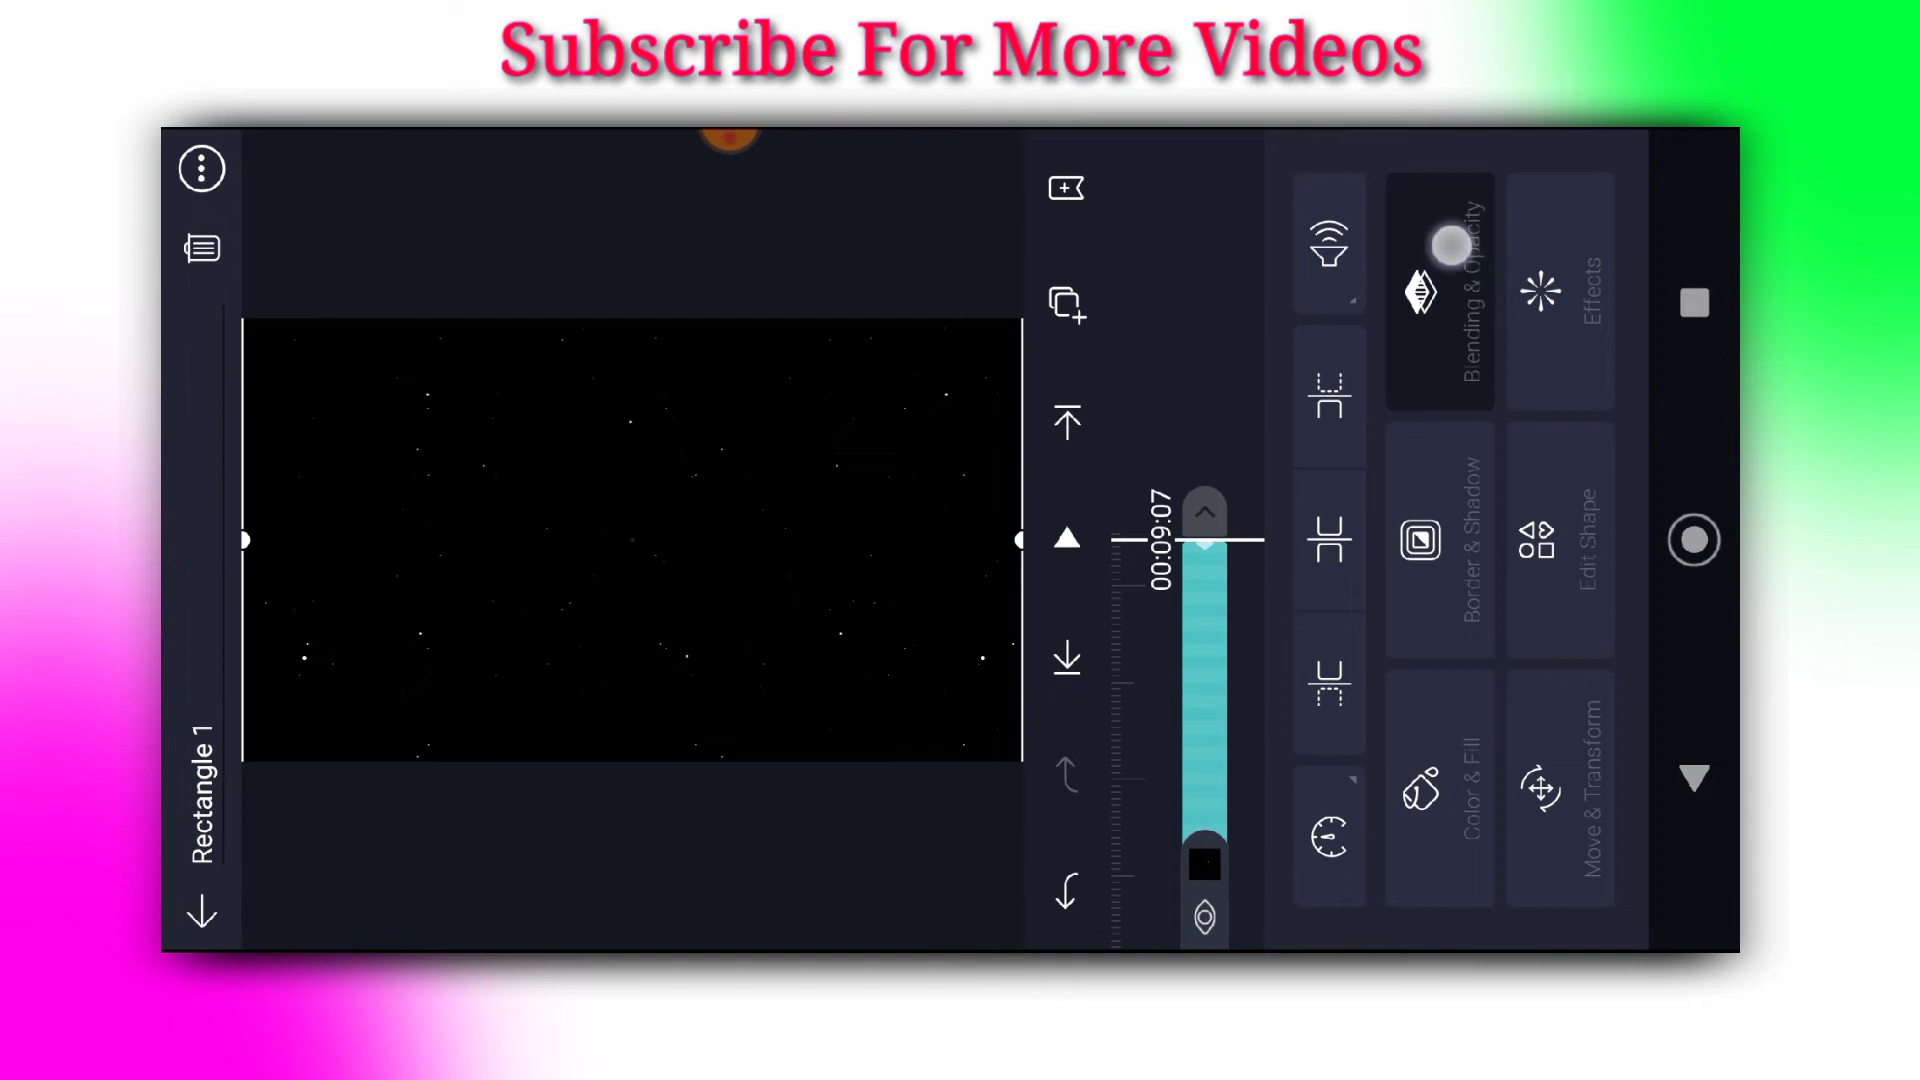 Subscribe For More Videos
Rectangle 1
00:09:07
Color & Fill
Border & Shadow
Blending & Opacity
Move & Transform
Edit Shape
Effects